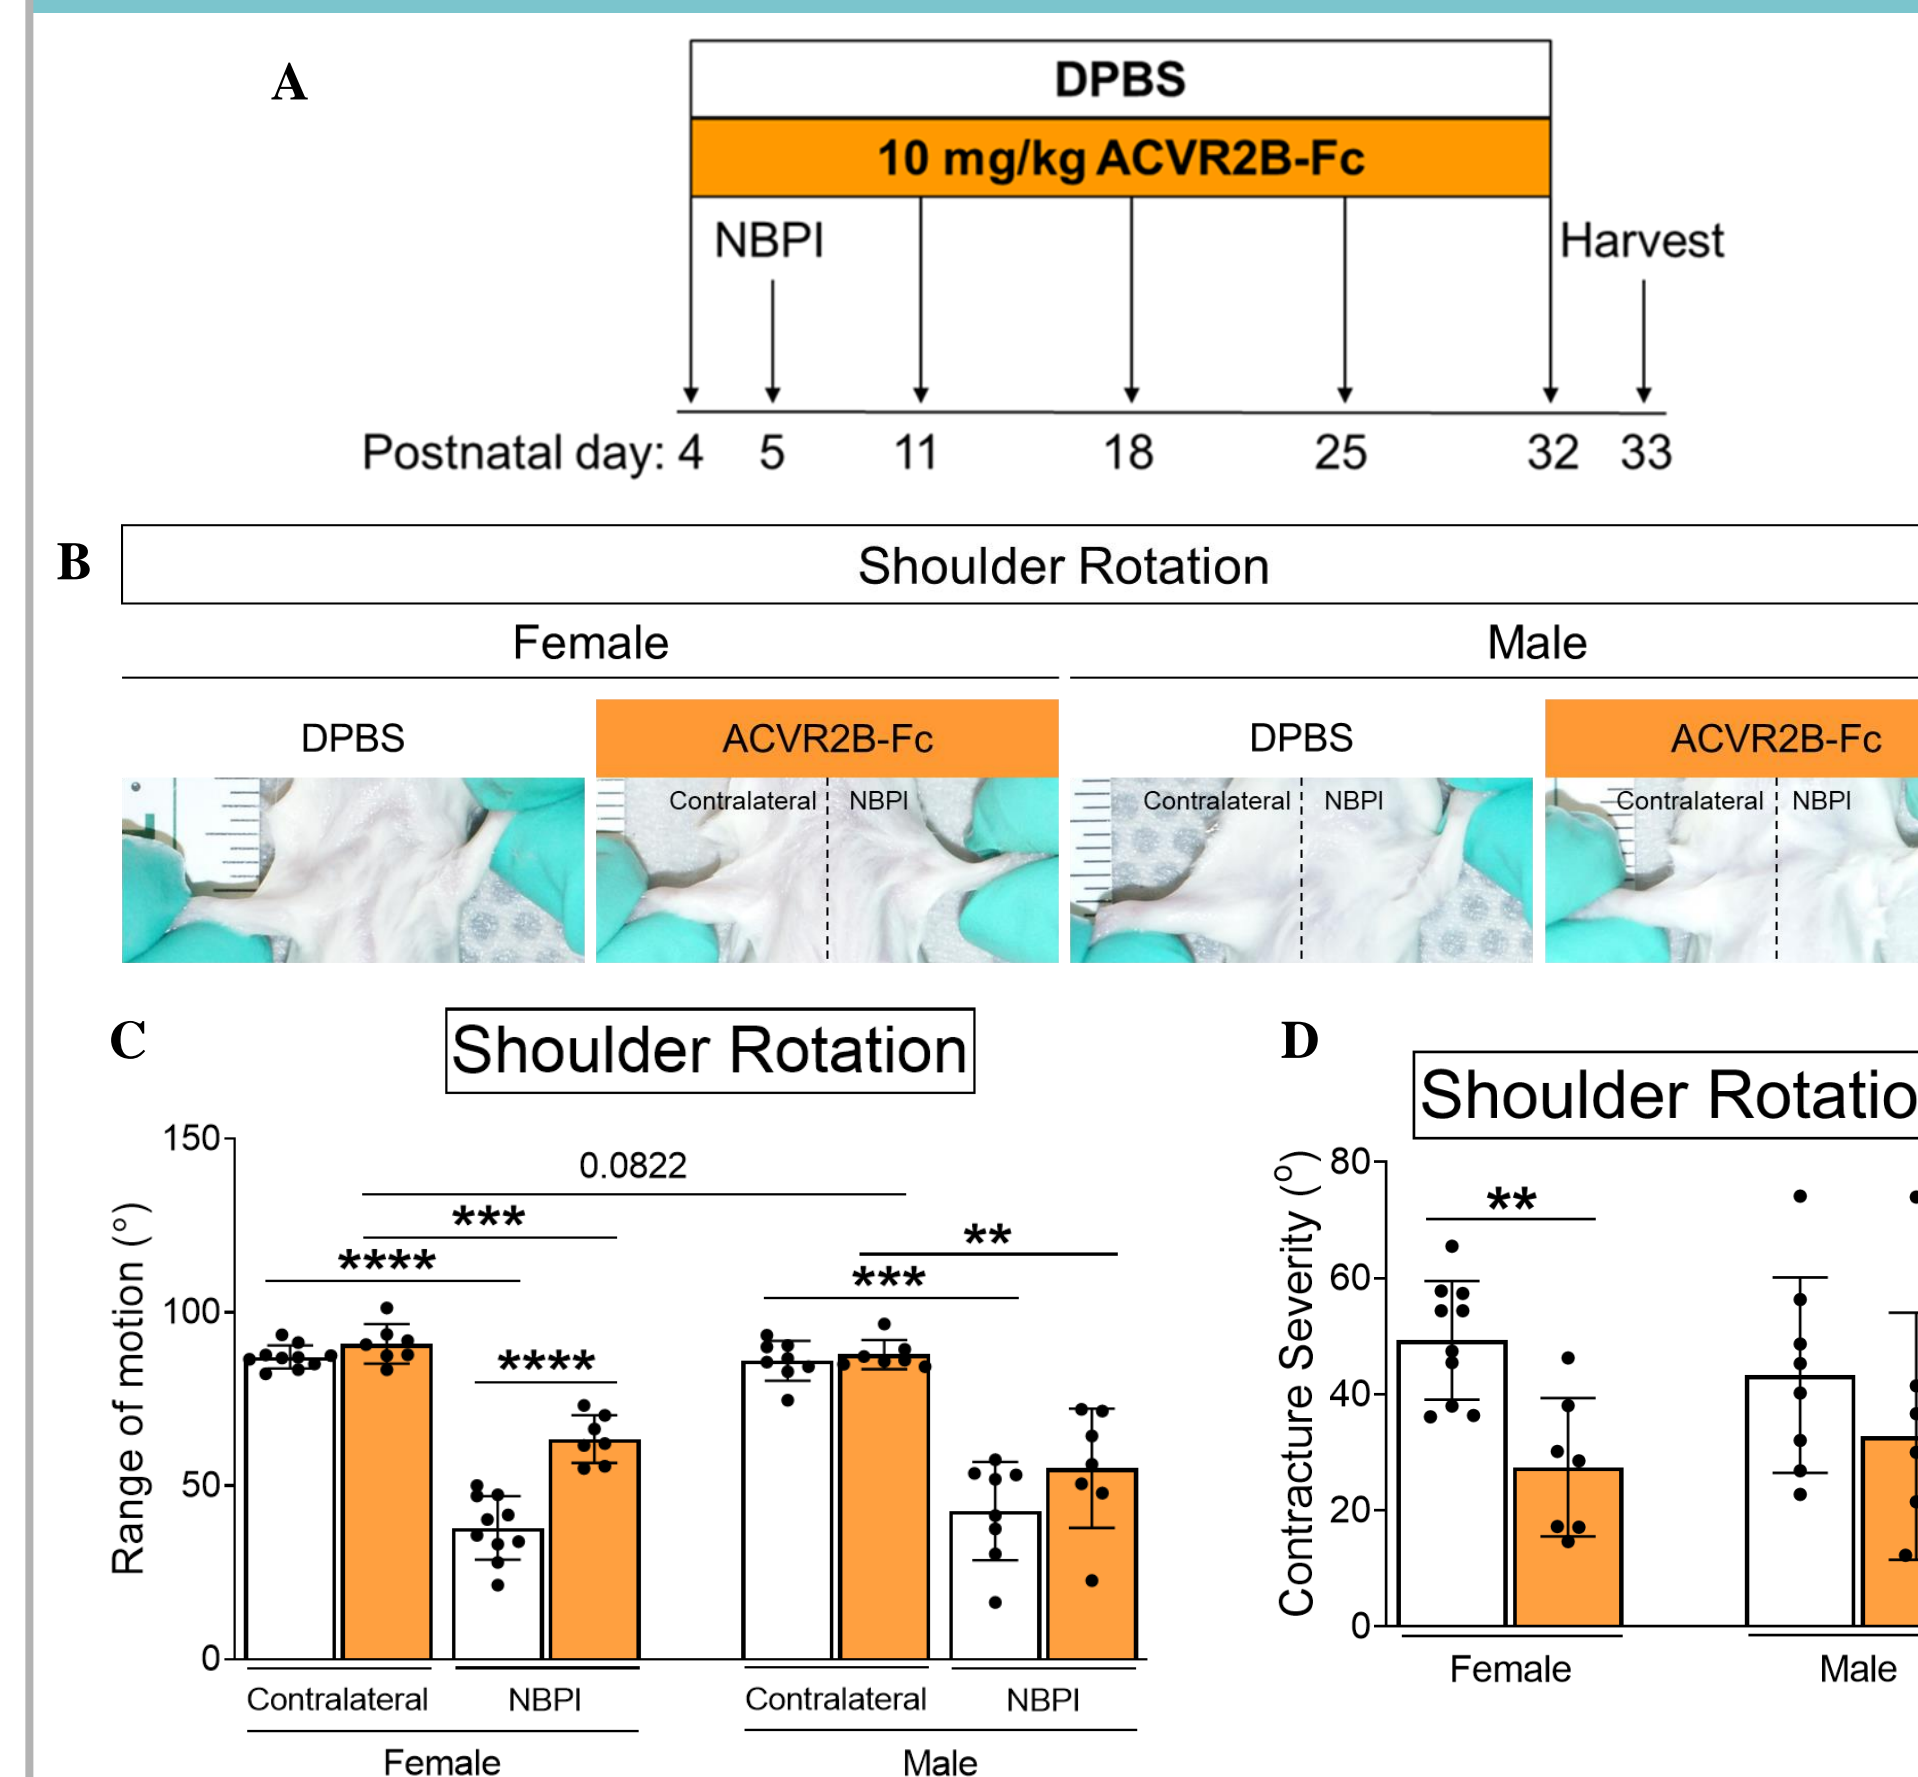 A
DPBS
10 mg/kg ACVR2B-Fc
NBPI
Harvest
Postnatal day: 4 5 11 18 25 32 33
B
Shoulder Rotation
Female
Male
DPBS
ACVR2B-Fc
DPBS
ACVR2B-Fc
Contralateral NBPI
Contralateral NBPI
Contralateral NBPI
C
Shoulder Rotation
Range of motion (°)
150
100
50
0
0.0822
***
****
****
**
***
Contralateral
NBPI
Contralateral
NBPI
Female
Male
D
Shoulder Rotatio
Contracture Severity (º)
80
60
40
20
0
**
Female
Male